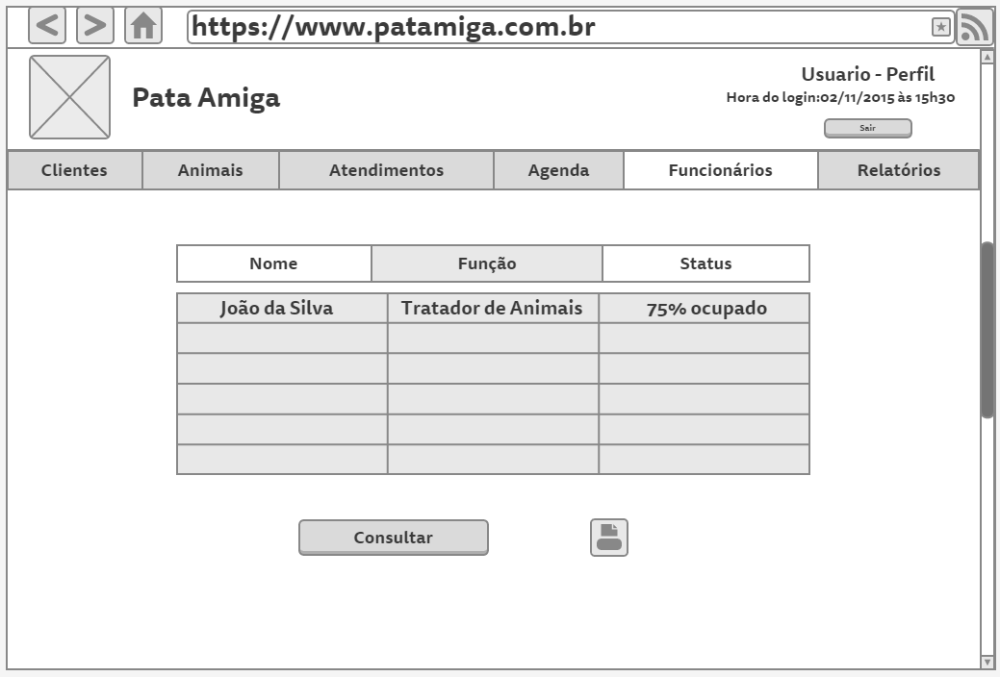 https://www.patamiga.com.br
Pata Amiga
Usuario - Perfil
Hora do login:02/11/2015 às 15h30
Sair
Clientes Animais Atendimentos Agenda Funcionários Relatórios
Nome Função Status
João da Silva Tratador de Animais 75% ocupado
Consultar